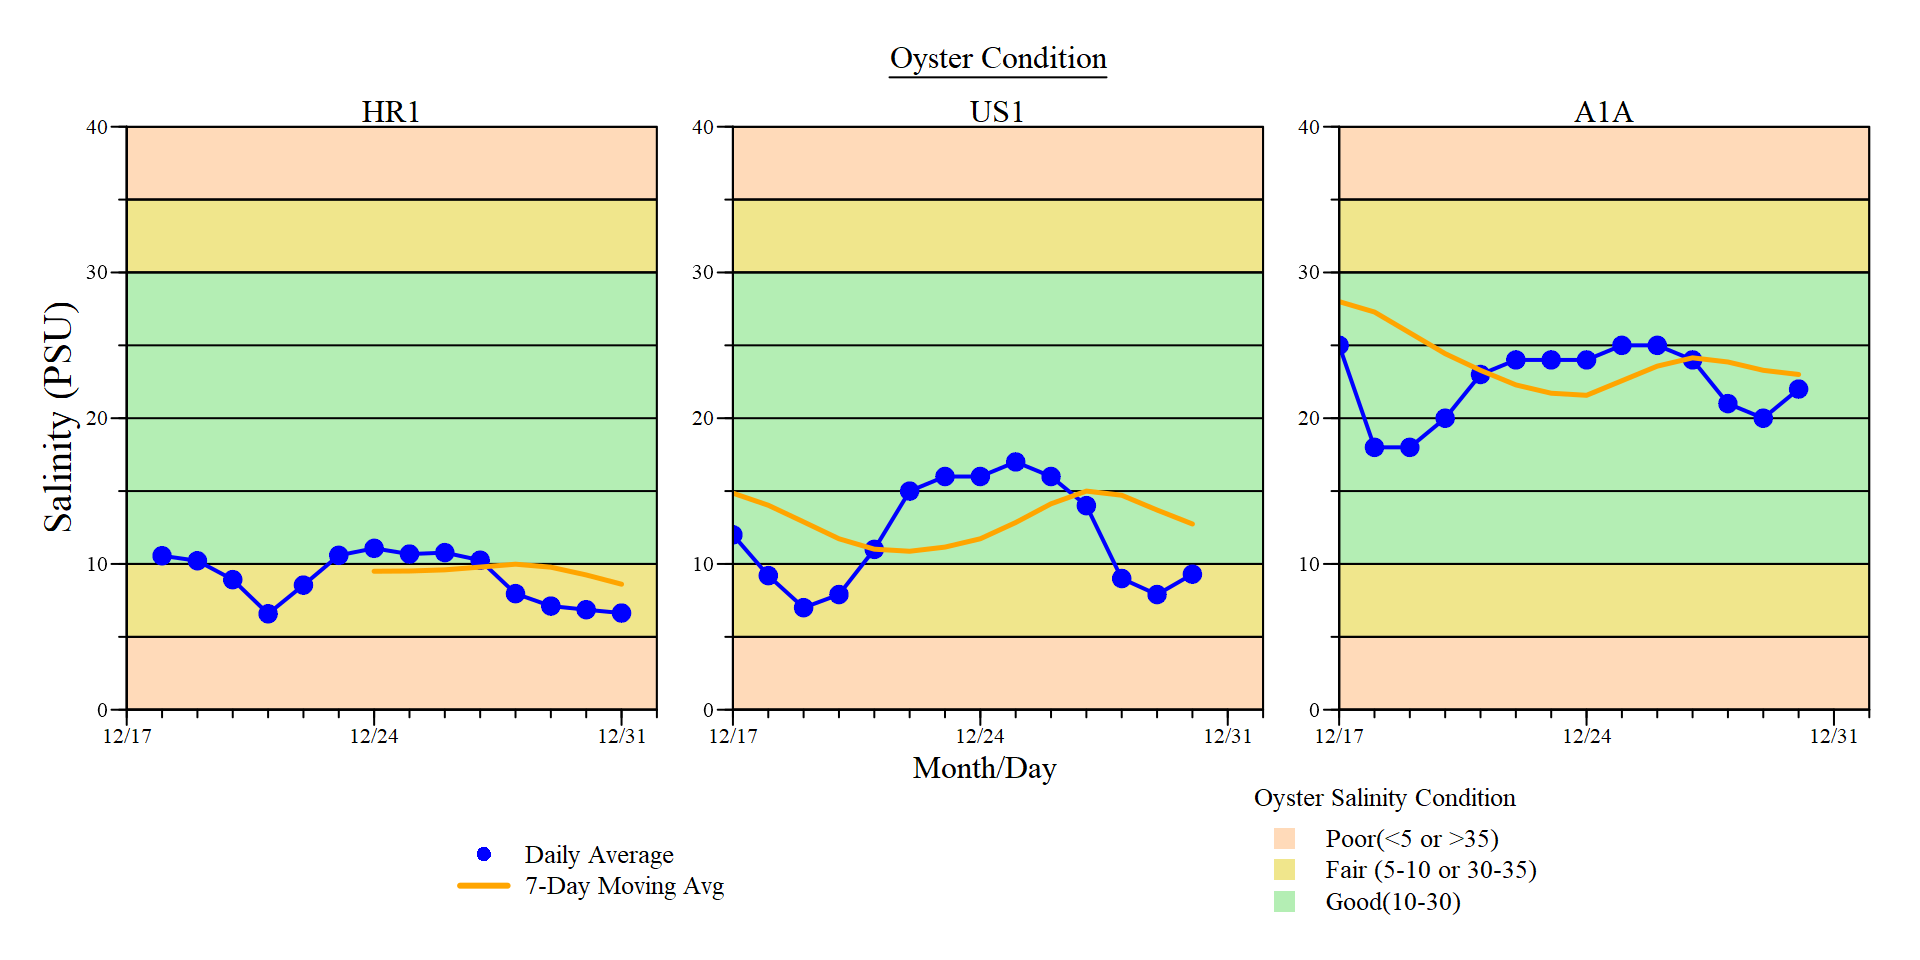 Oyster Condition
HR1
US1
A1A
Salinity (PSU)
40
30
20
10
0
12/17
12/24
12/31
40
30
20
10
0
12/17
12/24
12/31
40
30
20
10
0
12/17
12/24
12/31
Month/Day
Daily Average
7-Day Moving Avg
Oyster Salinity Condition
Poor(<5 or >35)
Fair (5-10 or 30-35)
Good(10-30)